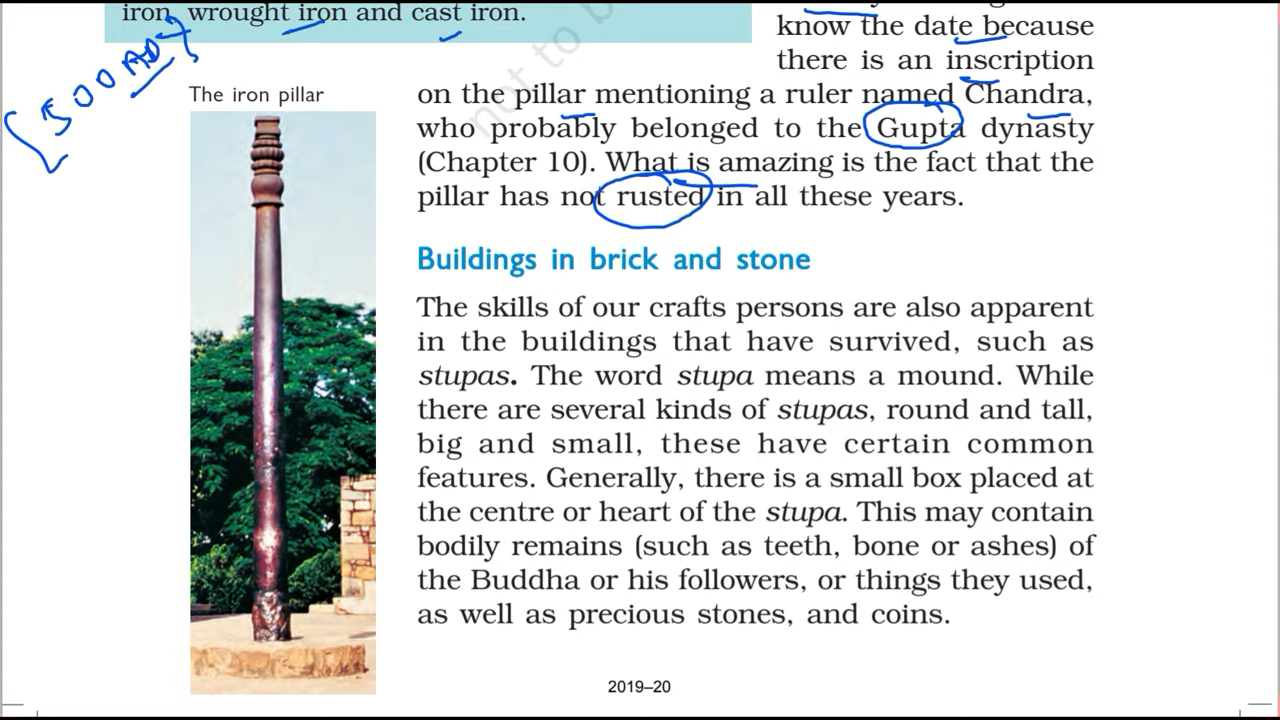 iron, wrought iron and cast iron.
know the date because
there is an inscription
500 AD
The iron pillar
on the pillar mentioning a ruler named Chandra,
who probably belonged to the Gupta dynasty
(Chapter 10). What is amazing is the fact that the
pillar has not rusted in all these years.
Buildings in brick and stone
The skills of our crafts persons are also apparent
in the buildings that have survived, such as
stupas. The word stupa means a mound. While
there are several kinds of stupas, round and tall,
big and small, these have certain common
features. Generally, there is a small box placed at
the centre or heart of the stupa. This may contain
bodily remains (such as teeth, bone or ashes) of
the Buddha or his followers, or things they used,
as well as precious stones, and coins.
not to b
2019–20